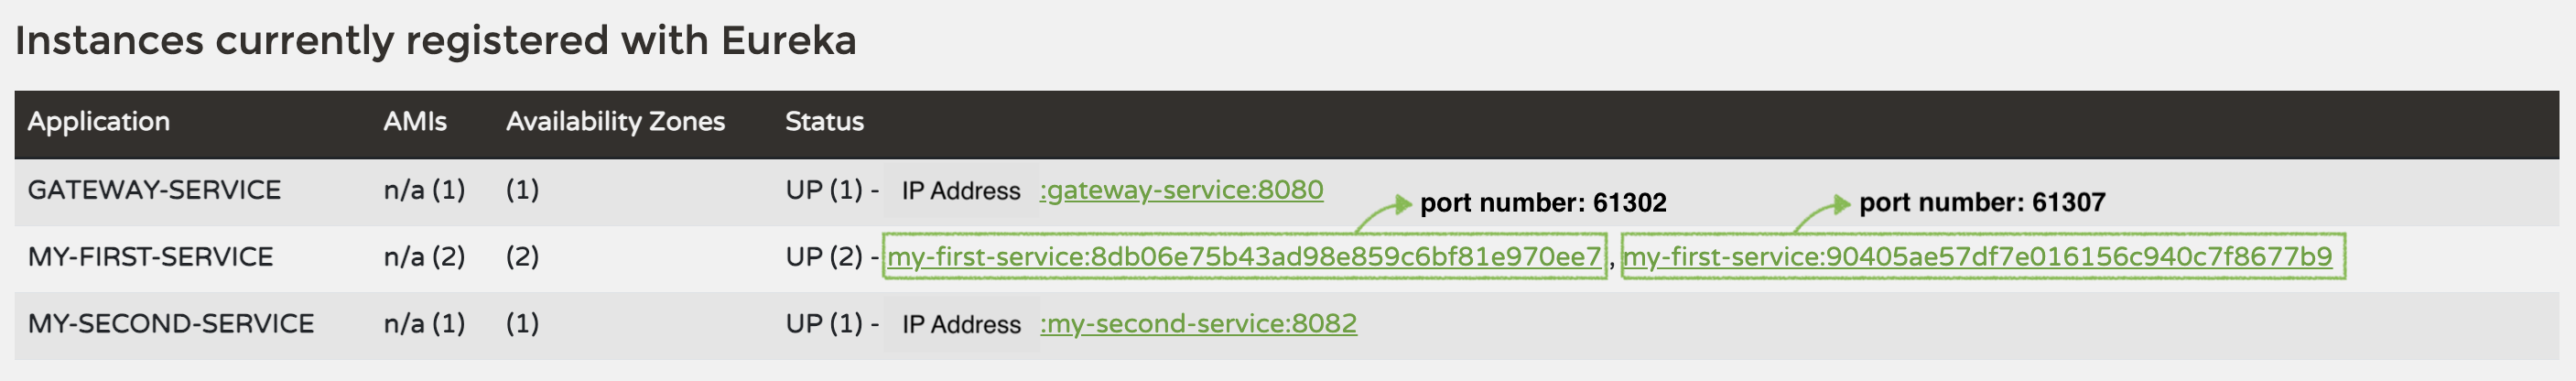 Instances currently registered with Eureka
Application AMIs Availability Zones Status
GATEWAY-SERVICE n/a (1) (1) UP (1) - IP Address :gateway-service:8080
port number: 61302 port number: 61307
MY-FIRST-SERVICE n/a (2) (2) UP (2) - my-first-service:8db06e75b43ad98e859c6bf81e970ee7 , my-first-service:90405ae57df7e016156c940c7f8677b9
MY-SECOND-SERVICE n/a (1) (1) UP (1) - IP Address :my-second-service:8082